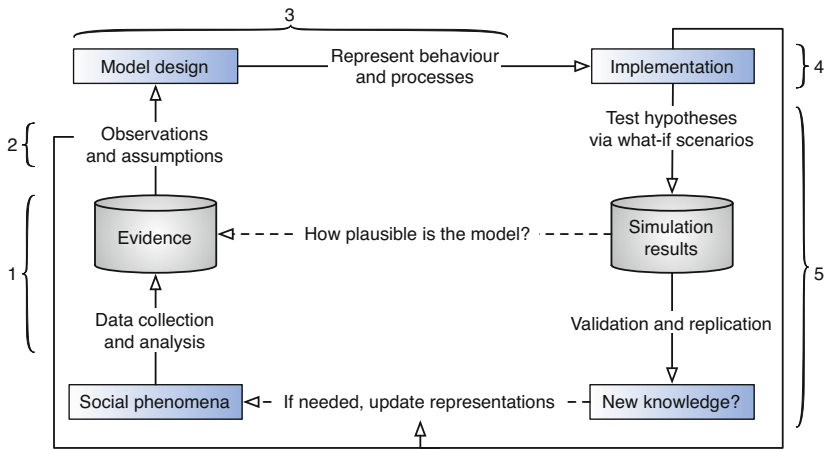 3
Model design
Represent behaviour
and processes
Implementation
4
2
Observations
and assumptions
Test hypotheses
via what-if scenarios
1
Evidence
How plausible is the model?
Simulation
results
5
Data collection
and analysis
Validation and replication
Social phenomena
If needed, update representations
New knowledge?